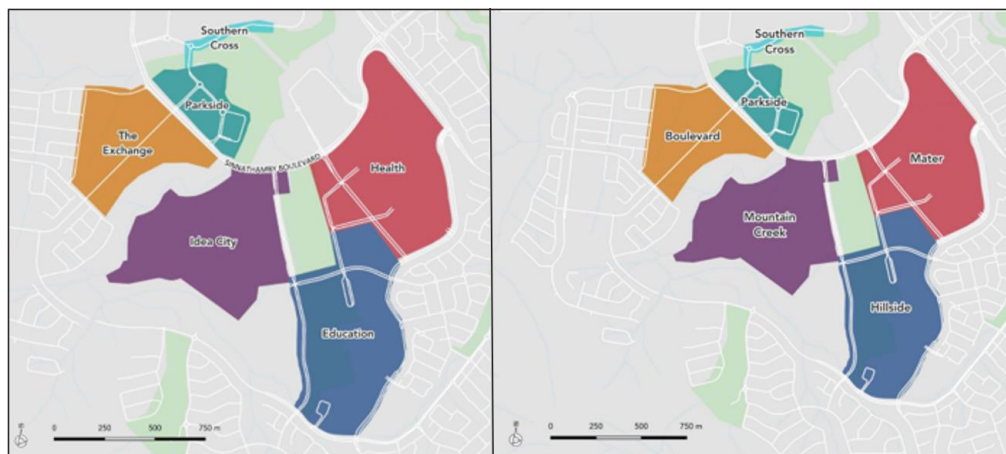 Southern
Cross
Parkside
The
Exchange
SINNATHAMBY BOULEVARD
Health
Idea City
Education
N
0 250 500 750 m
Southern
Cross
Parkside
Boulevard
Mater
Mountain
Creek
Hillside
N
0 250 500 750 m